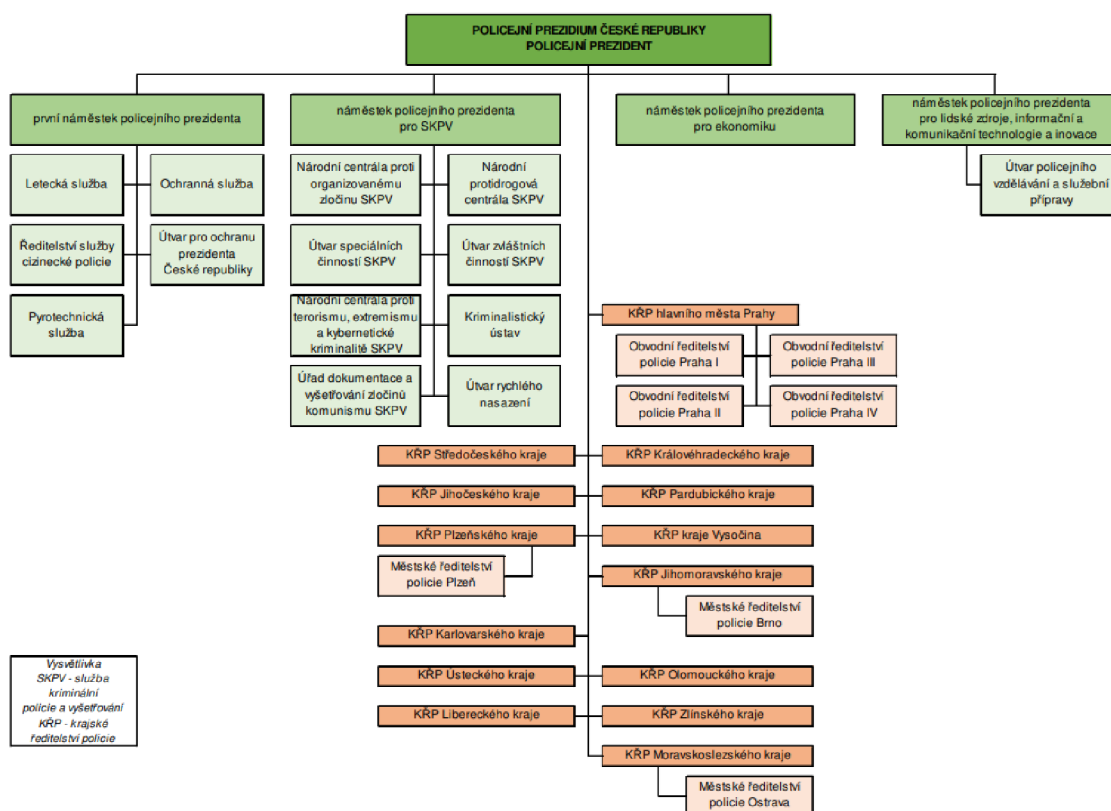 POLICEJNÍ PREZIDIUM ČESKÉ REPUBLIKY
POLICEJNÍ PREZIDENT
první náměstek policejního prezidenta
náměstek policejního prezidenta
pro SKPV
náměstek policejního prezidenta
pro ekonomiku
náměstek policejního prezidenta
pro lidské zdroje, informační a
komunikační technologie a inovace
Letecká služba
Ochranná služba
Ředitelství služby
cizinecké policie
Útvar pro ochranu
prezidenta
České republiky
Pyrotechnická
služba
Národní centrála proti
organizovanému
zločinu SKPV
Národní
protidrogová
centrála SKPV
Útvar speciálních
činností SKPV
Útvar zvláštních
činností SKPV
Národní centrála proti
terorismu, extremismu
a kybernetické
kriminalitě SKPV
Kriminalistický
ústav
Úřad dokumentace a
vyšetřování zločinů
komunismu SKPV
Útvar rychlého
nasazení
Útvar policejního
vzdělávání a služební
přípravy
KŘP hlavního města Prahy
Obvodní ředitelství
policie Praha I
Obvodní ředitelství
policie Praha III
Obvodní ředitelství
policie Praha II
Obvodní ředitelství
policie Praha IV
KŘP Středočeského kraje
KŘP Královéhradeckého kraje
KŘP Jihočeského kraje
KŘP Pardubického kraje
KŘP Plzeňského kraje
KŘP kraje Vysočina
Městské ředitelství
policie Plzeň
KŘP Jihomoravského kraje
Městské ředitelství
policie Brno
KŘP Karlovarského kraje
KŘP Ústeckého kraje
KŘP Olomouckého kraje
KŘP Libereckého kraje
KŘP Zlínského kraje
KŘP Moravskoslezského kraje
Městské ředitelství
policie Ostrava
Vysvětlivka
SKPV - služba
kriminální
policie a vyšetřování
KŘP - krajské
ředitelství policie